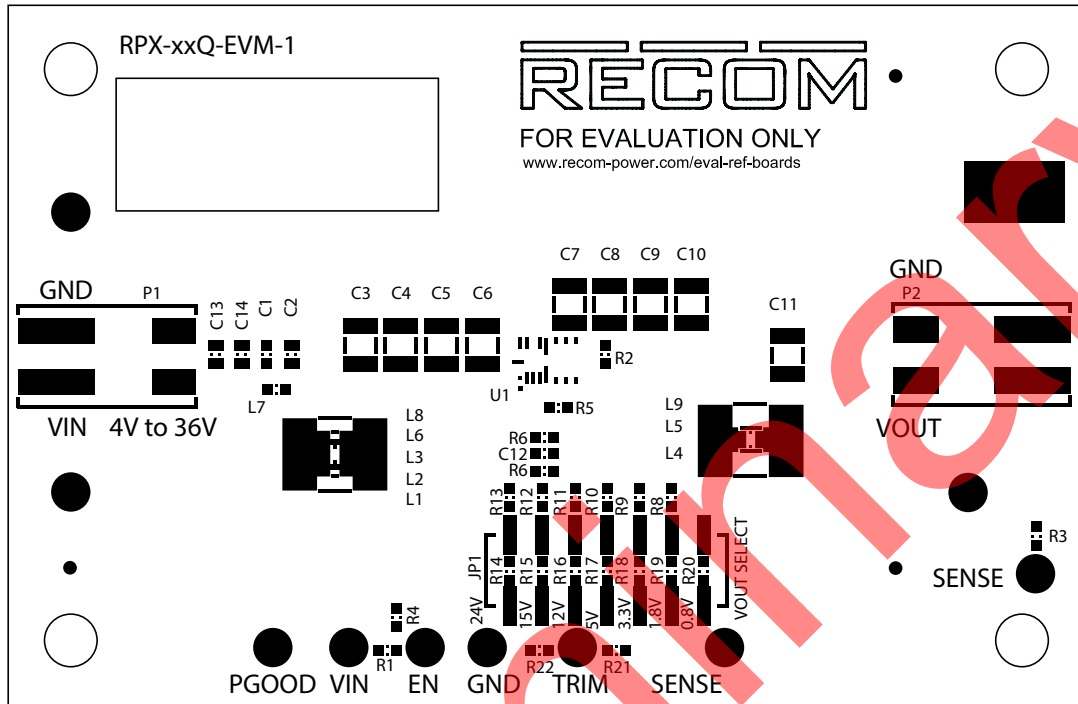 RPX-xxQ-EVM-1
RECOM
FOR EVALUATION ONLY
www.recom-power.com/eval-ref-boards
GND
P1
C13
C14
C1
C2
C3
C4
C5
C6
C7
C8
C9
C10
C11
GND
P2
R2
U1
L7
R5
VIN
4V to 36V
L8
L6
L3
L2
L1
R6
C12
R6
L9
L5
L4
VOUT
R13
R12
R11
R10
R9
R8
JP1
R14
R15
R16
R17
R18
R19
R20
VOUT SELECT
24V
15V
12V
5V
3.3V
1.8V
0.8V
R3
SENSE
R4
R1
R22
R21
PGOOD
VIN
EN
GND
TRIM
SENSE